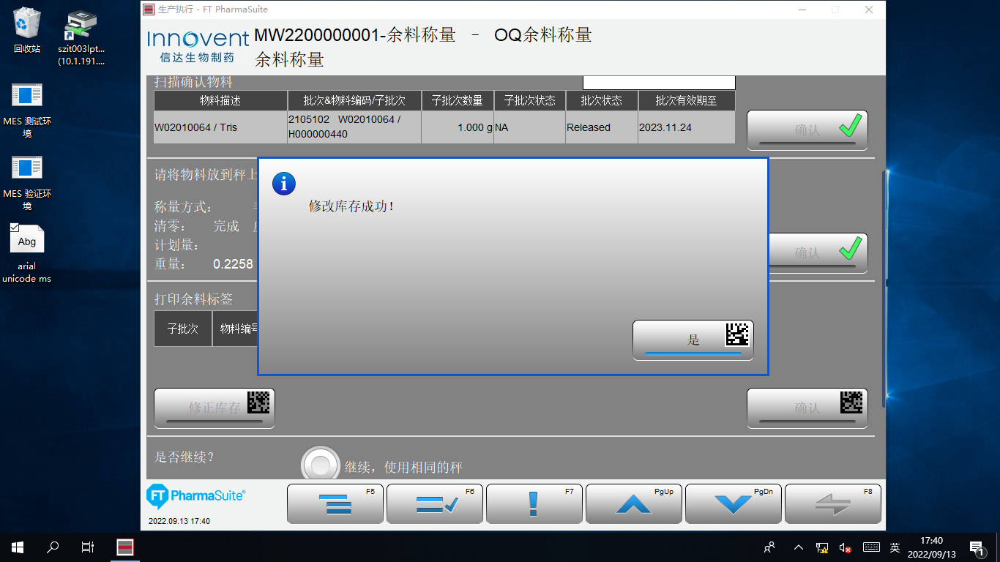 回收站
szit003lpt...
(10.1.191....
MES 测试环
境
MES 验证环
境
Abg
arial
unicode ms
生产执行 - FT PharmaSuite
Innovent
信达生物制药
MW2200000001-余料称量 - OQ余料称量
余料称量
扫描确认物料
物料描述 批次&物料编码/子批次 子批次数量 子批次状态 批次状态 批次有效期至
W02010064 / Tris 2105102 W02010064 / 1.000 g NA Released 2023.11.24
H000000440
确认
请将物料放到秤上
称量方式:
清零: 完成
计划量:
重量: 0.2258
确认
修改库存成功!
是
打印余料标签
子批次 物料编号
修正库存
确认
是否继续?
继续, 使用相同的秤
FT PharmaSuite®
2022.09.13 17:40
F5 F6 F7 PgUp PgDn F8
英
17:40
2022/09/13
1